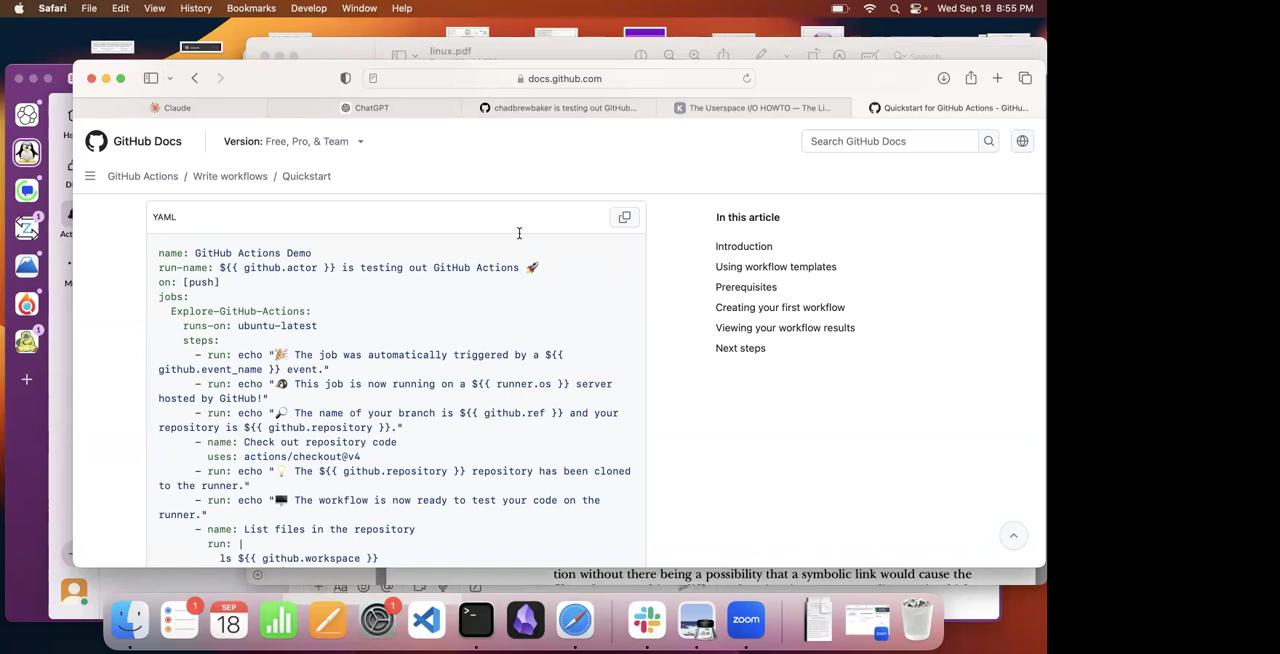 Safari File Edit View History Bookmarks Develop Window Help Wed Sep 18 8:55 PM
linux.pdf
Search
docs.github.com
Claude
ChatGPT
chadbrewbaker is testing out GitHub...
The Userspace I/O HOWTO — The Li...
Quickstart for GitHub Actions - GitHu...
GitHub Docs
Version: Free, Pro, & Team
Search GitHub Docs
GitHub Actions / Write workflows / Quickstart
YAML
name: GitHub Actions Demo
run-name: ${{ github.actor }} is testing out GitHub Actions 🚀
on: [push]
jobs:
Explore-GitHub-Actions:
runs-on: ubuntu-latest
steps:
- run: echo "🎉 The job was automatically triggered by a ${{
github.event_name }} event."
- run: echo "🐧 This job is now running on a ${{ runner.os }} server
hosted by GitHub!"
- run: echo "🔎 The name of your branch is ${{ github.ref }} and your
repository is ${{ github.repository }}."
- name: Check out repository code
uses: actions/checkout@v4
- run: echo "💡 The ${{ github.repository }} repository has been cloned
to the runner."
- run: echo "🖥️ The workflow is now ready to test your code on the
runner."
- name: List files in the repository
run: |
ls ${{ github.workspace }}
In this article
Introduction
Using workflow templates
Prerequisites
Creating your first workflow
Viewing your workflow results
Next steps
tion without there being a possibility that a symbolic link would cause the
Aa
1
SEP
18
1
zoom
zoom
1
1